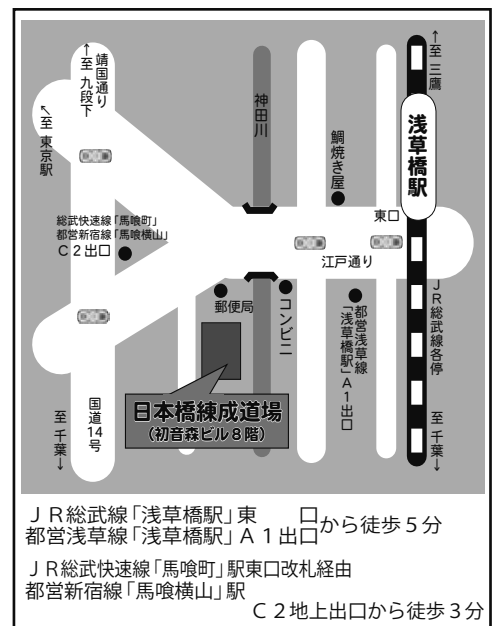 ←至 九段下
靖国通り
↖至 東京駅
神田川
鯛焼き屋
←至 三鷹
浅草橋駅
東口
総武快速線「馬喰町」
都営新宿線「馬喰横山」
C2出口
江戸通り
郵便局
コンビニ
都営浅草線
「浅草橋駅」A1出口
JR総武線各停
日本橋練成道場
(初音森ビル8階)
国道14号
至 千葉→
至 千葉→
JR総武線「浅草橋駅」東 口
都営浅草線「浅草橋駅」A1出口から徒歩5分
JR総武快速線「馬喰町」駅東口改札経由
都営新宿線「馬喰横山」駅
C2地上出口から徒歩3分